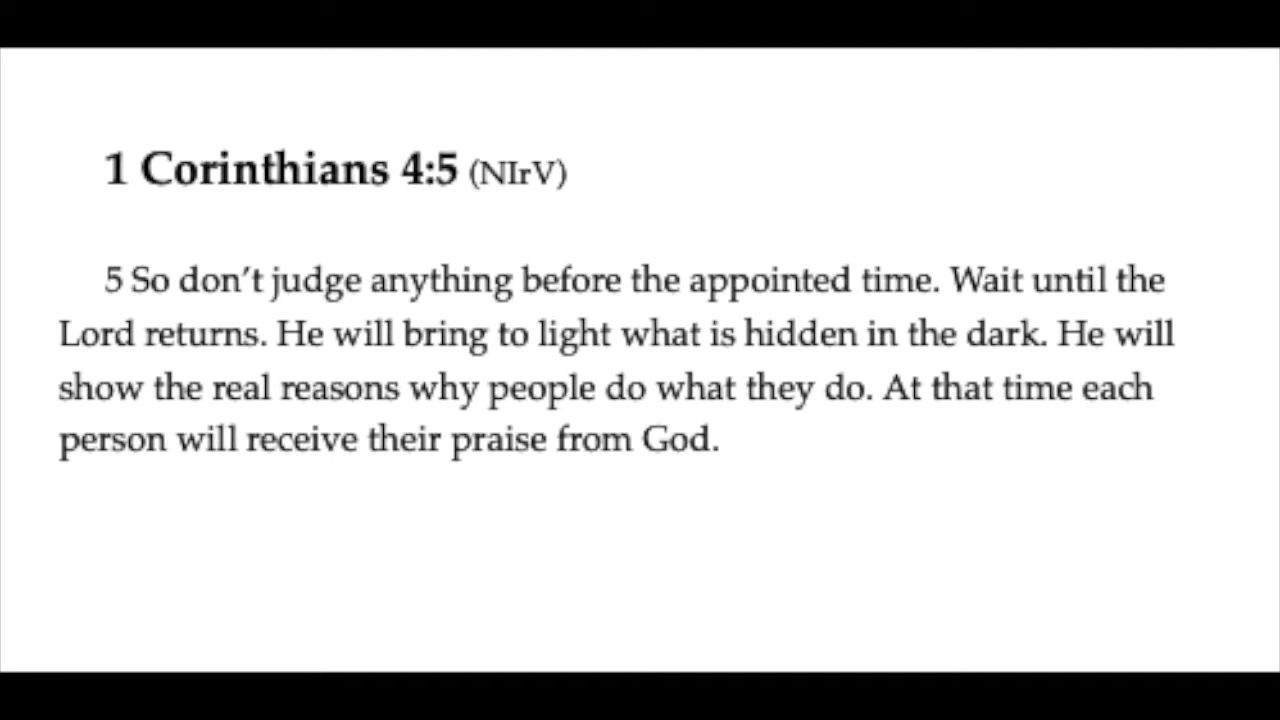 1 Corinthians 4:5 (NIrV)
5 So don’t judge anything before the appointed time. Wait until the
Lord returns. He will bring to light what is hidden in the dark. He will
show the real reasons why people do what they do. At that time each
person will receive their praise from God.